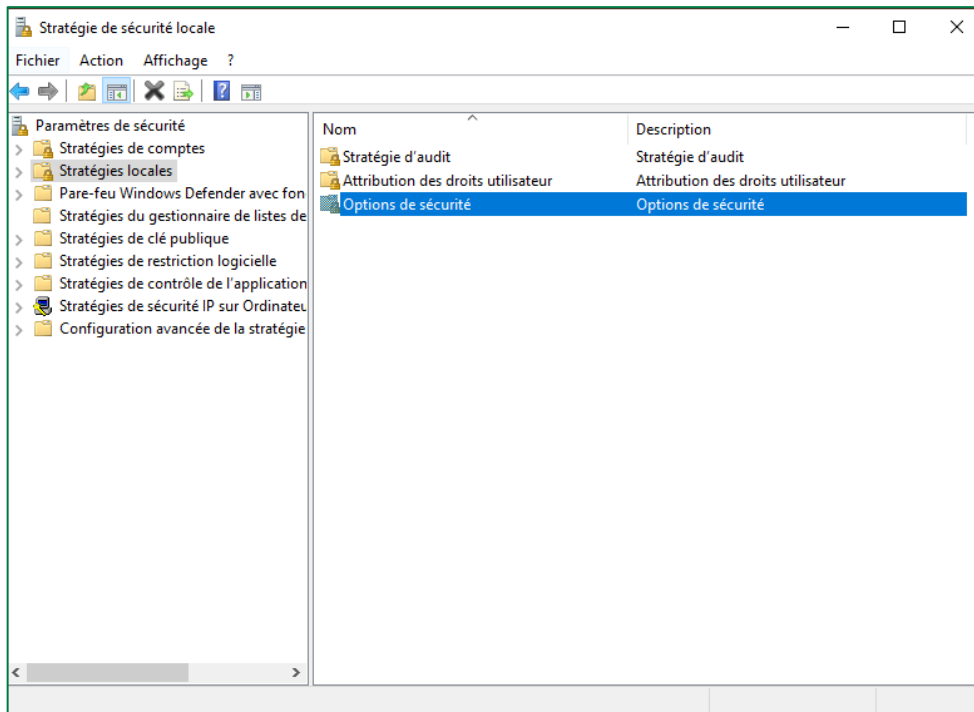 Stratégie de sécurité locale
Fichier Action Affichage ?
Paramètres de sécurité
Stratégies de comptes
Stratégies locales
Pare-feu Windows Defender avec fon
Stratégies du gestionnaire de listes de
Stratégies de clé publique
Stratégies de restriction logicielle
Stratégies de contrôle de l'application
Stratégies de sécurité IP sur Ordinateu
Configuration avancée de la stratégie
Nom Description
Stratégie d'audit Stratégie d'audit
Attribution des droits utilisateur Attribution des droits utilisateur
Options de sécurité Options de sécurité